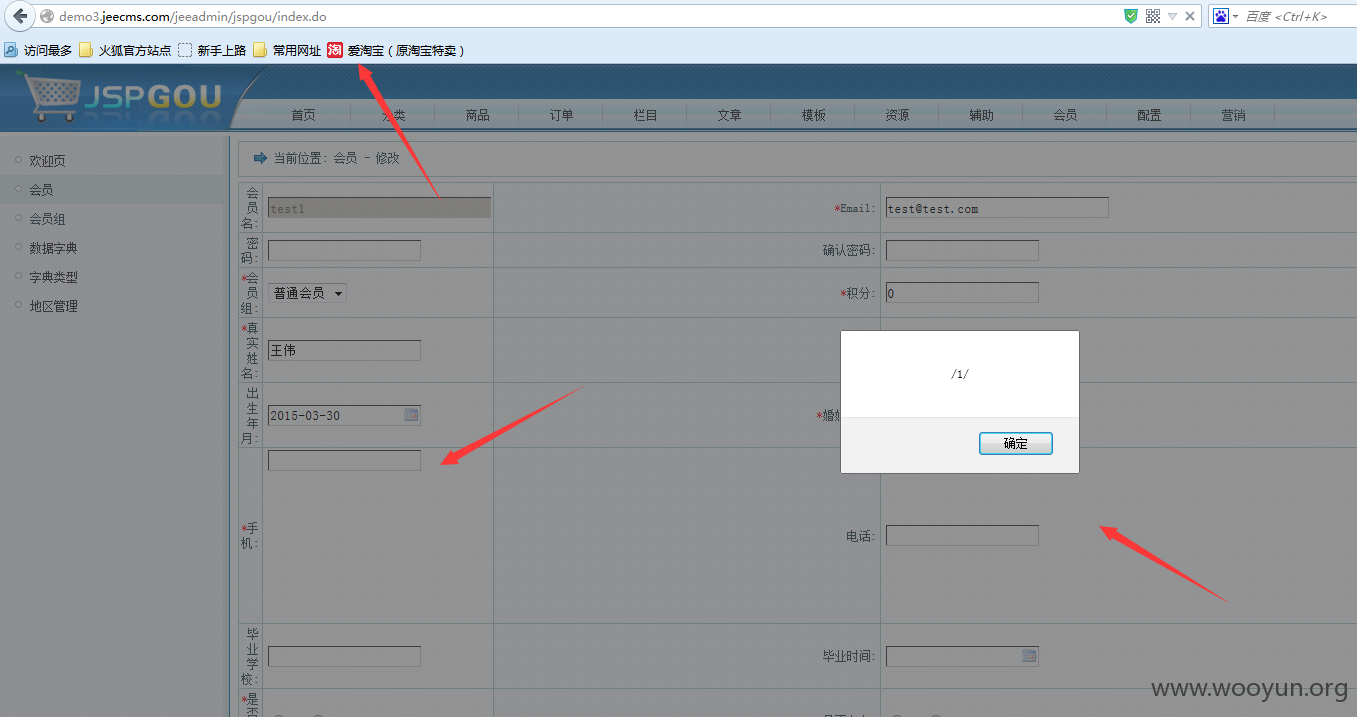 demo3.jeecms.com/jeeadmin/jspgou/index.do
百度 <Ctrl+K>
访问最多 火狐官方站点 新手上路 常用网址 淘 爱淘宝（原淘宝特卖）
JSPGOU
首页 分类 商品 订单 栏目 文章 模板 资源 辅助 会员 配置 营销
欢迎页
会员
会员组
数据字典
字典类型
地区管理
当前位置: 会员 - 修改
会员名: test1 *Email: test@test.com
密码: 确认密码:
*会员组: 普通会员 *积分: 0
*真实姓名: 王伟
出生年月: 2015-03-30 *婚
/1/
确定
*手机: 电话:
毕业学校: 毕业时间:
*是
www.wooyun.org